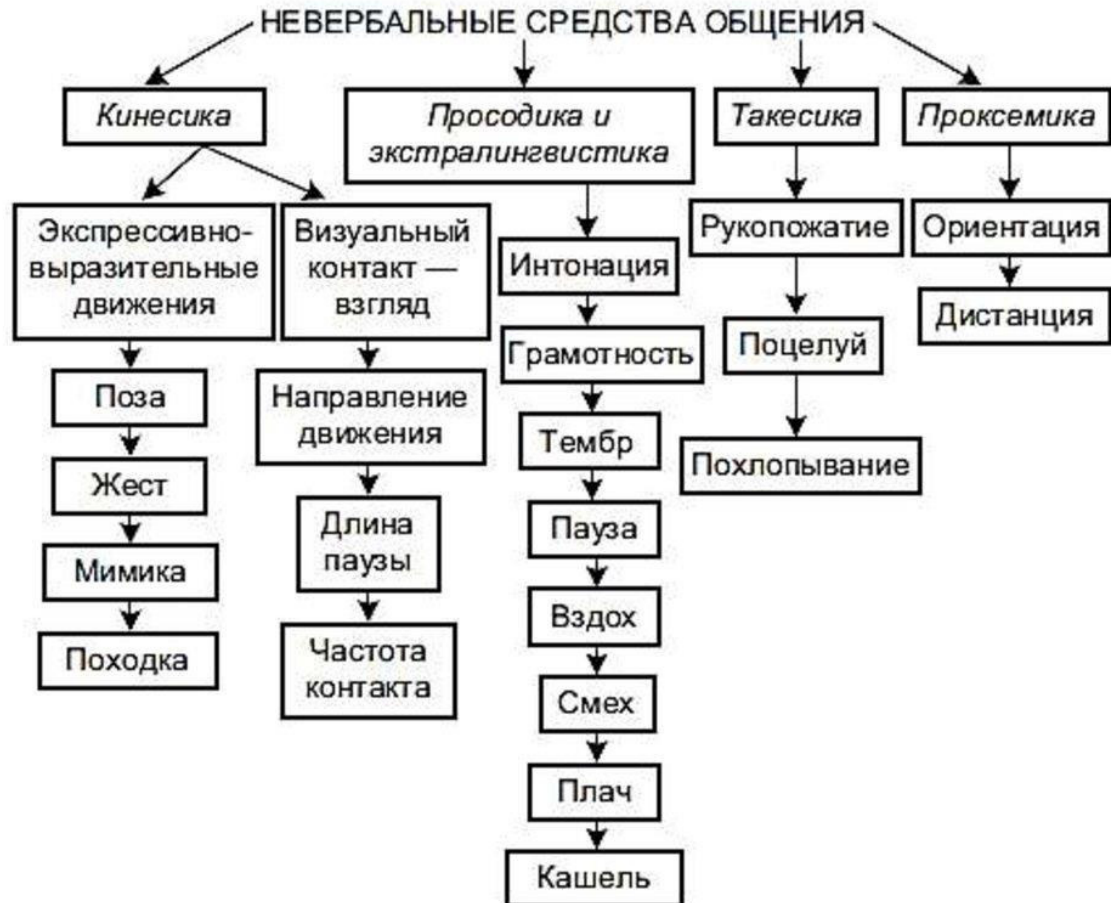 НЕВЕРБАЛЬНЫЕ СРЕДСТВА ОБЩЕНИЯ
Кинесика
Экспрессивно-
выразительные
движения
Поза
Жест
Мимика
Походка
Визуальный
контакт —
взгляд
Направление
движения
Длина
паузы
Частота
контакта
Просодика и
экстралингвистика
Интонация
Грамотность
Тембр
Пауза
Вздох
Смех
Плач
Кашель
Такесика
Рукопожатие
Поцелуй
Похлопывание
Проксемика
Ориентация
Дистанция